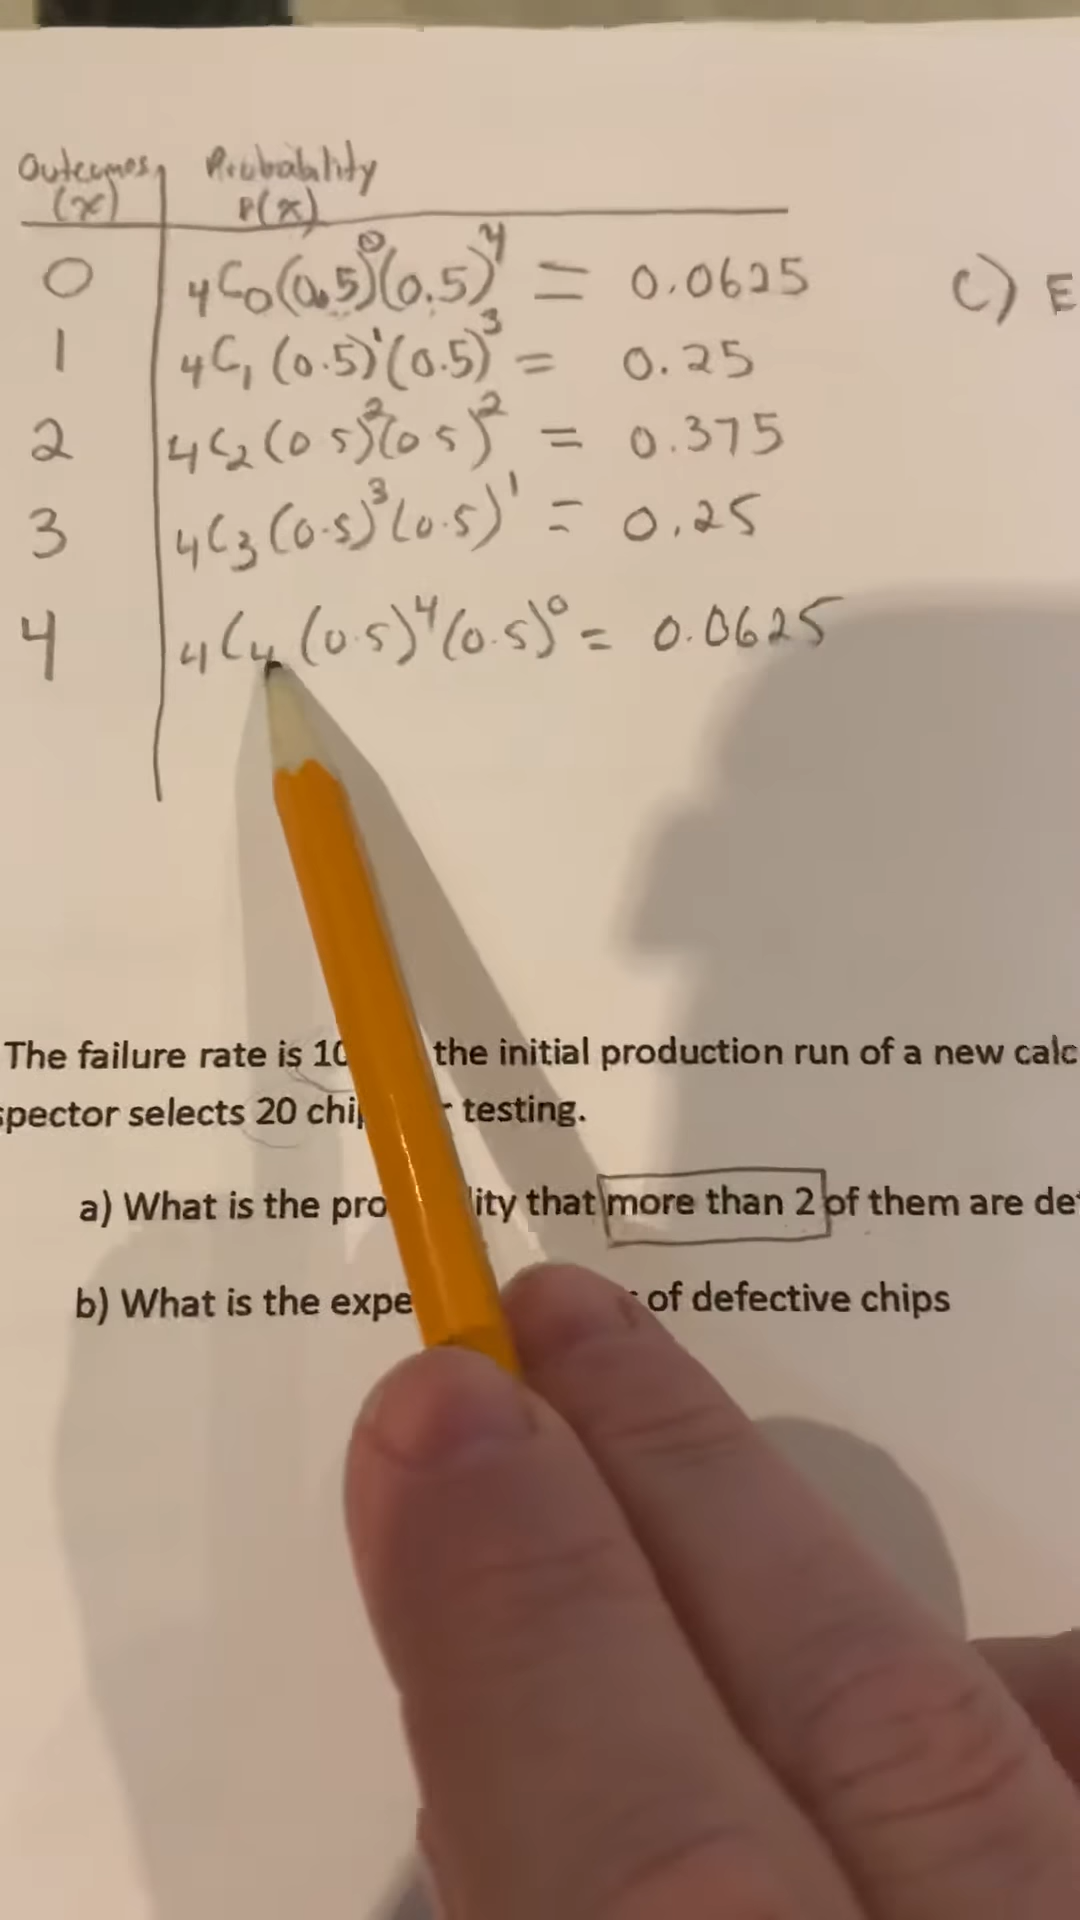 Outcomes Probability
(x) P(x)
0 ₄C₀(0.5)⁰(0.5)⁴ = 0.0625 c) E
1 ₄C₁(0.5)¹(0.5)³ = 0.25
2 ₄C₂(0.5)²(0.5)² = 0.375
3 ₄C₃(0.5)³(0.5)¹ = 0.25
4 ₄C₄(0.5)⁴(0.5)⁰ = 0.0625
The failure rate is 10 the initial production run of a new calc
spector selects 20 chi testing.
a) What is the pro ity that more than 2 of them are de
b) What is the expe of defective chips